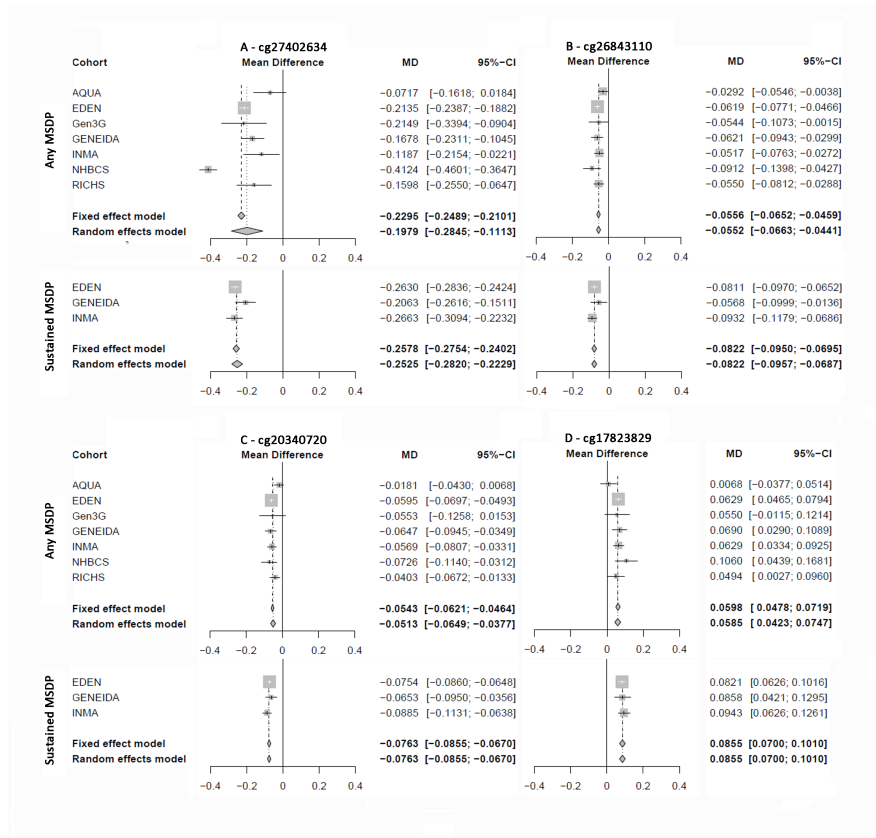 A - cg27402634 B - cg26843110
Cohort Mean Difference MD 95%−CI Mean Difference MD 95%−CI
Any MSDP
AQUA −0.0717 [−0.1618; 0.0184] −0.0292 [−0.0546; −0.0038]
EDEN −0.2135 [−0.2387; −0.1882] −0.0619 [−0.0771; −0.0466]
Gen3G −0.2149 [−0.3394; −0.0904] −0.0544 [−0.1073; −0.0015]
GENEIDA −0.1678 [−0.2311; −0.1045] −0.0621 [−0.0943; −0.0299]
INMA −0.1187 [−0.2154; −0.0221] −0.0517 [−0.0763; −0.0272]
NHBCS −0.4124 [−0.4601; −0.3647] −0.0912 [−0.1398; −0.0427]
RICHS −0.1598 [−0.2550; −0.0647] −0.0550 [−0.0812; −0.0288]
Fixed effect model −0.2295 [−0.2489; −0.2101] −0.0556 [−0.0652; −0.0459]
Random effects model −0.1979 [−0.2845; −0.1113] −0.0552 [−0.0663; −0.0441]
−0.4 −0.2 0 0.2 0.4 −0.4 −0.2 0 0.2 0.4
Sustained MSDP
EDEN −0.2630 [−0.2836; −0.2424] −0.0811 [−0.0970; −0.0652]
GENEIDA −0.2063 [−0.2616; −0.1511] −0.0568 [−0.0999; −0.0136]
INMA −0.2663 [−0.3094; −0.2232] −0.0932 [−0.1179; −0.0686]
Fixed effect model −0.2578 [−0.2754; −0.2402] −0.0822 [−0.0950; −0.0695]
Random effects model −0.2525 [−0.2820; −0.2229] −0.0822 [−0.0957; −0.0687]
−0.4 −0.2 0 0.2 0.4 −0.4 −0.2 0 0.2 0.4
C - cg20340720 D - cg17823829
Cohort Mean Difference MD 95%−CI Mean Difference MD 95%−CI
Any MSDP
AQUA −0.0181 [−0.0430; 0.0068] 0.0068 [−0.0377; 0.0514]
EDEN −0.0595 [−0.0697; −0.0493] 0.0629 [0.0465; 0.0794]
Gen3G −0.0553 [−0.1258; 0.0153] 0.0550 [−0.0115; 0.1214]
GENEIDA −0.0647 [−0.0945; −0.0349] 0.0690 [ 0.0290; 0.1089]
INMA −0.0569 [−0.0807; −0.0331] 0.0629 [ 0.0334; 0.0925]
NHBCS −0.0726 [−0.1140; −0.0312] 0.1060 [ 0.0439; 0.1681]
RICHS −0.0403 [−0.0672; −0.0133] 0.0494 [ 0.0027; 0.0960]
Fixed effect model −0.0543 [−0.0621; −0.0464] 0.0598 [ 0.0478; 0.0719]
Random effects model −0.0513 [−0.0649; −0.0377] 0.0585 [0.0423; 0.0747]
−0.4 −0.2 0 0.2 0.4 −0.4 −0.2 0 0.2 0.4
Sustained MSDP
EDEN −0.0754 [−0.0860; −0.0648] 0.0821 [0.0626; 0.1016]
GENEIDA −0.0653 [−0.0950; −0.0356] 0.0858 [0.0421; 0.1295]
INMA −0.0885 [−0.1131; −0.0638] 0.0943 [0.0626; 0.1261]
Fixed effect model −0.0763 [−0.0855; −0.0670] 0.0855 [0.0700; 0.1010]
Random effects model −0.0763 [−0.0855; −0.0670] 0.0855 [0.0700; 0.1010]
−0.4 −0.2 0 0.2 0.4 −0.4 −0.2 0 0.2 0.4